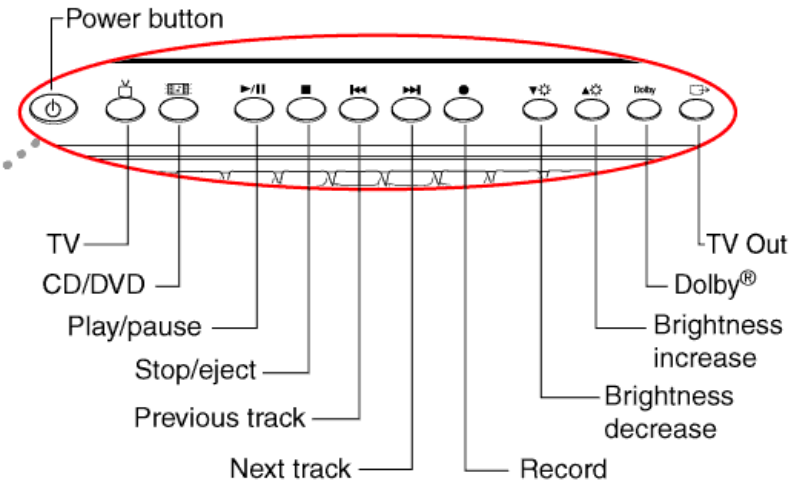 Power button
Dolby
TV
TV Out
CD/DVD
Dolby®
Play/pause
Brightness
increase
Stop/eject
Brightness
decrease
Previous track
Next track
Record